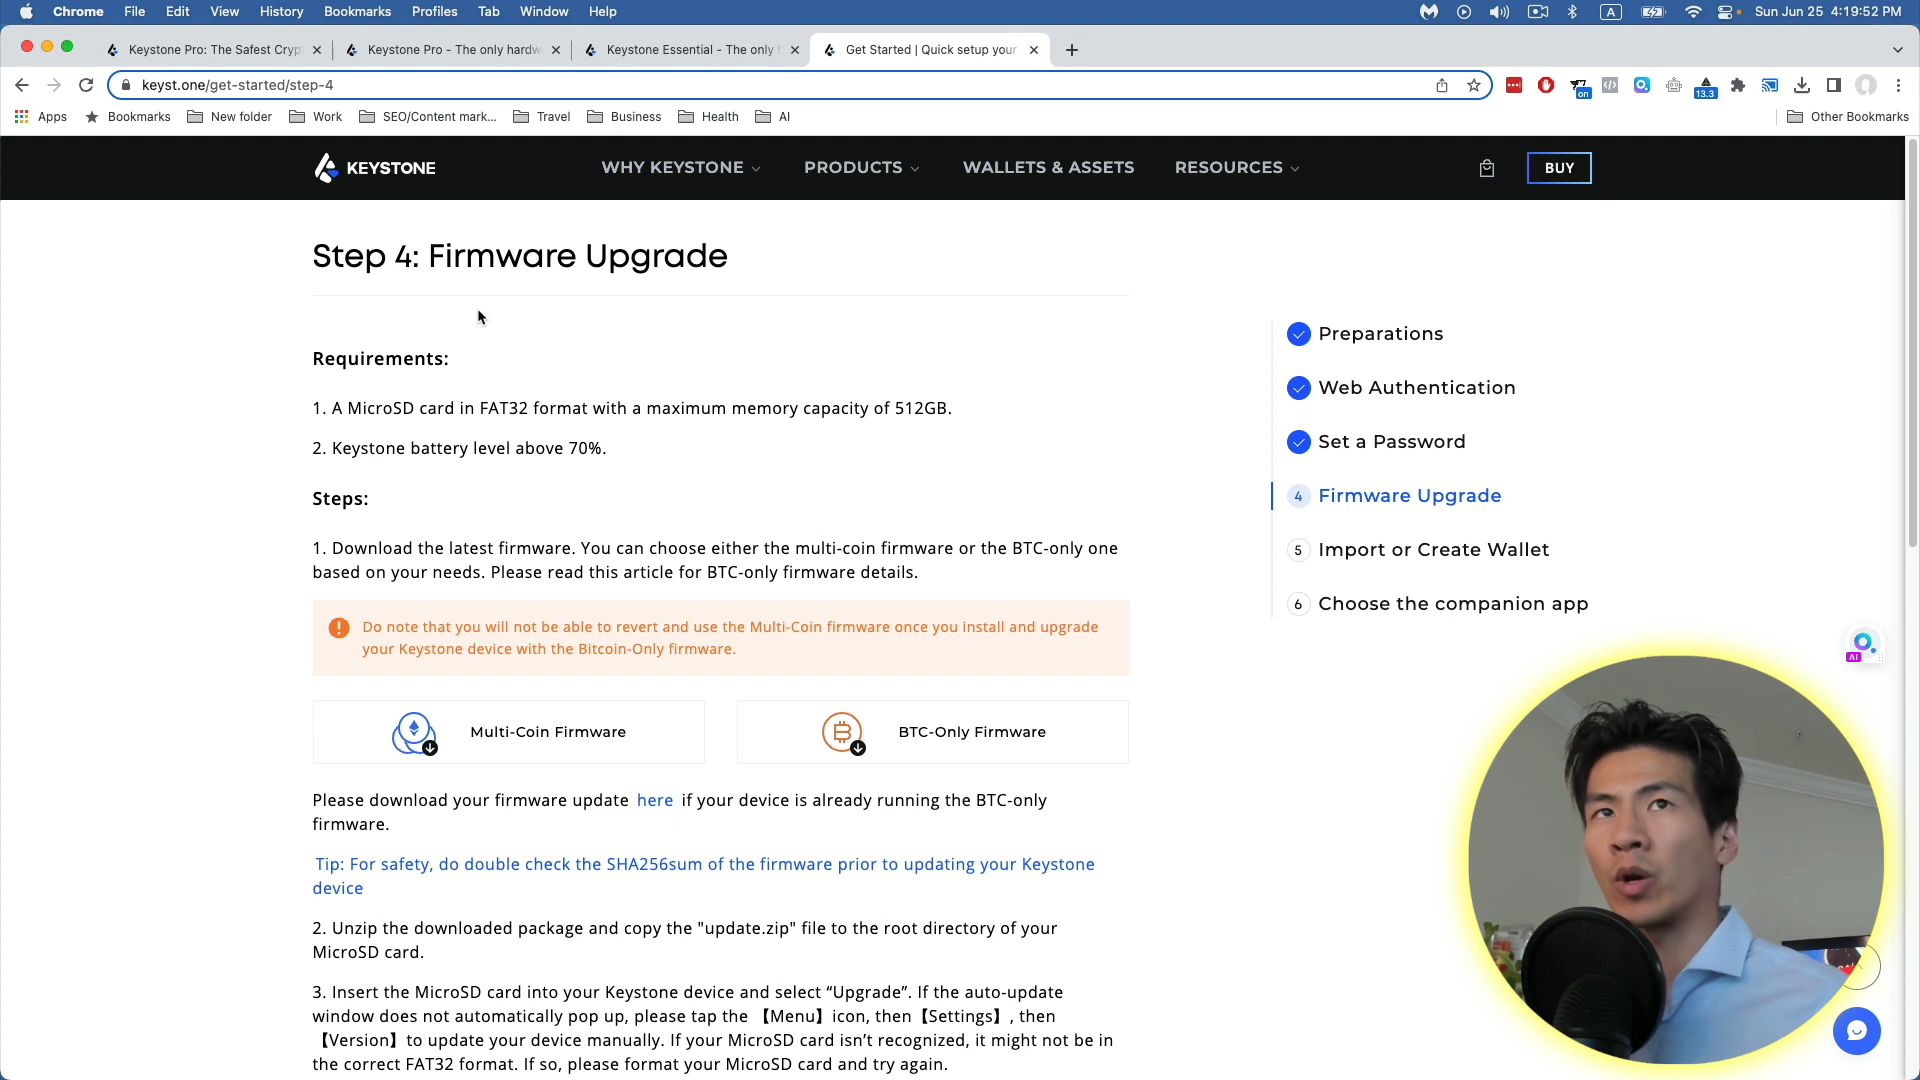 Chrome File Edit View History Bookmarks Profiles Tab Window Help
A
Sun Jun 25 4:19:52 PM
Keystone Pro: The Safest Cryp
Keystone Pro - The only hardw
Keystone Essential - The only h
Get Started | Quick setup your
keyst.one/get-started/step-4
on
13.3
Apps Bookmarks New folder Work SEO/Content mark... Travel Business Health AI Other Bookmarks
KEYSTONE
WHY KEYSTONE PRODUCTS WALLETS & ASSETS RESOURCES BUY
Step 4: Firmware Upgrade
Requirements:
1. A MicroSD card in FAT32 format with a maximum memory capacity of 512GB.
2. Keystone battery level above 70%.
Steps:
1. Download the latest firmware. You can choose either the multi-coin firmware or the BTC-only one
based on your needs. Please read this article for BTC-only firmware details.
Do note that you will not be able to revert and use the Multi-Coin firmware once you install and upgrade
your Keystone device with the Bitcoin-Only firmware.
Multi-Coin Firmware
BTC-Only Firmware
Please download your firmware update here if your device is already running the BTC-only
firmware.
Tip: For safety, do double check the SHA256sum of the firmware prior to updating your Keystone
device
2. Unzip the downloaded package and copy the "update.zip" file to the root directory of your
MicroSD card.
3. Insert the MicroSD card into your Keystone device and select “Upgrade”. If the auto-update
window does not automatically pop up, please tap the 【Menu】icon, then【Settings】, then
【Version】to update your device manually. If your MicroSD card isn’t recognized, it might not be in
the correct FAT32 format. If so, please format your MicroSD card and try again.
Preparations
Web Authentication
Set a Password
4 Firmware Upgrade
5 Import or Create Wallet
6 Choose the companion app
AI